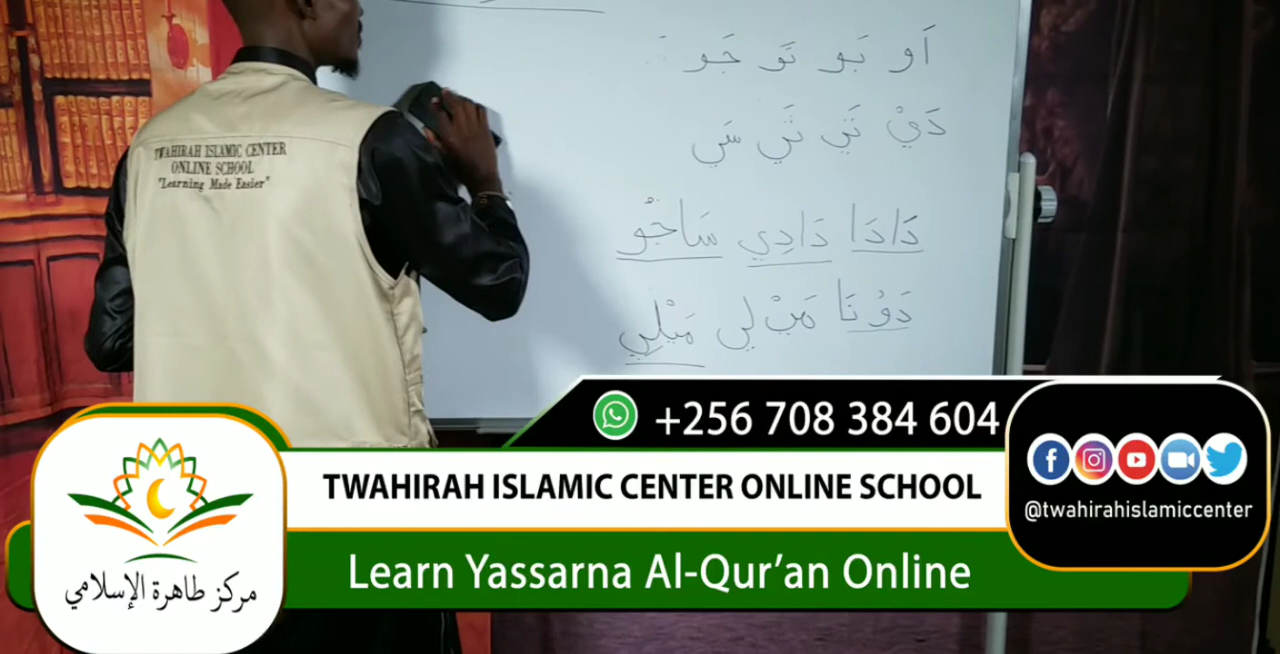 اَو بَو تَو جَو
دَيْ تَي ثَي سَي
دَادَا دَادِي سَاجُو
دَوْنَا مَيْ لِي مَيْلِي
TWAHIRAH ISLAMIC CENTER
ONLINE SCHOOL
"Learning Made Easier"
+256 708 384 604
TWAHIRAH ISLAMIC CENTER ONLINE SCHOOL
@twahirahislamiccenter
Learn Yassarna Al-Qur’an Online
مركز طاهرة الإسلامي